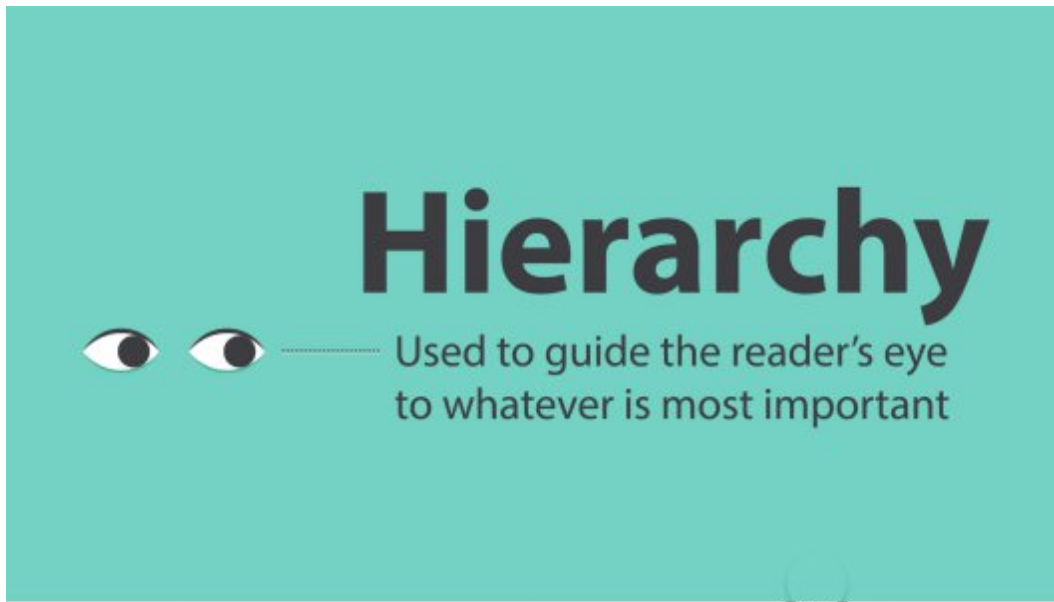 Hierarchy
Used to guide the reader’s eye
to whatever is most important